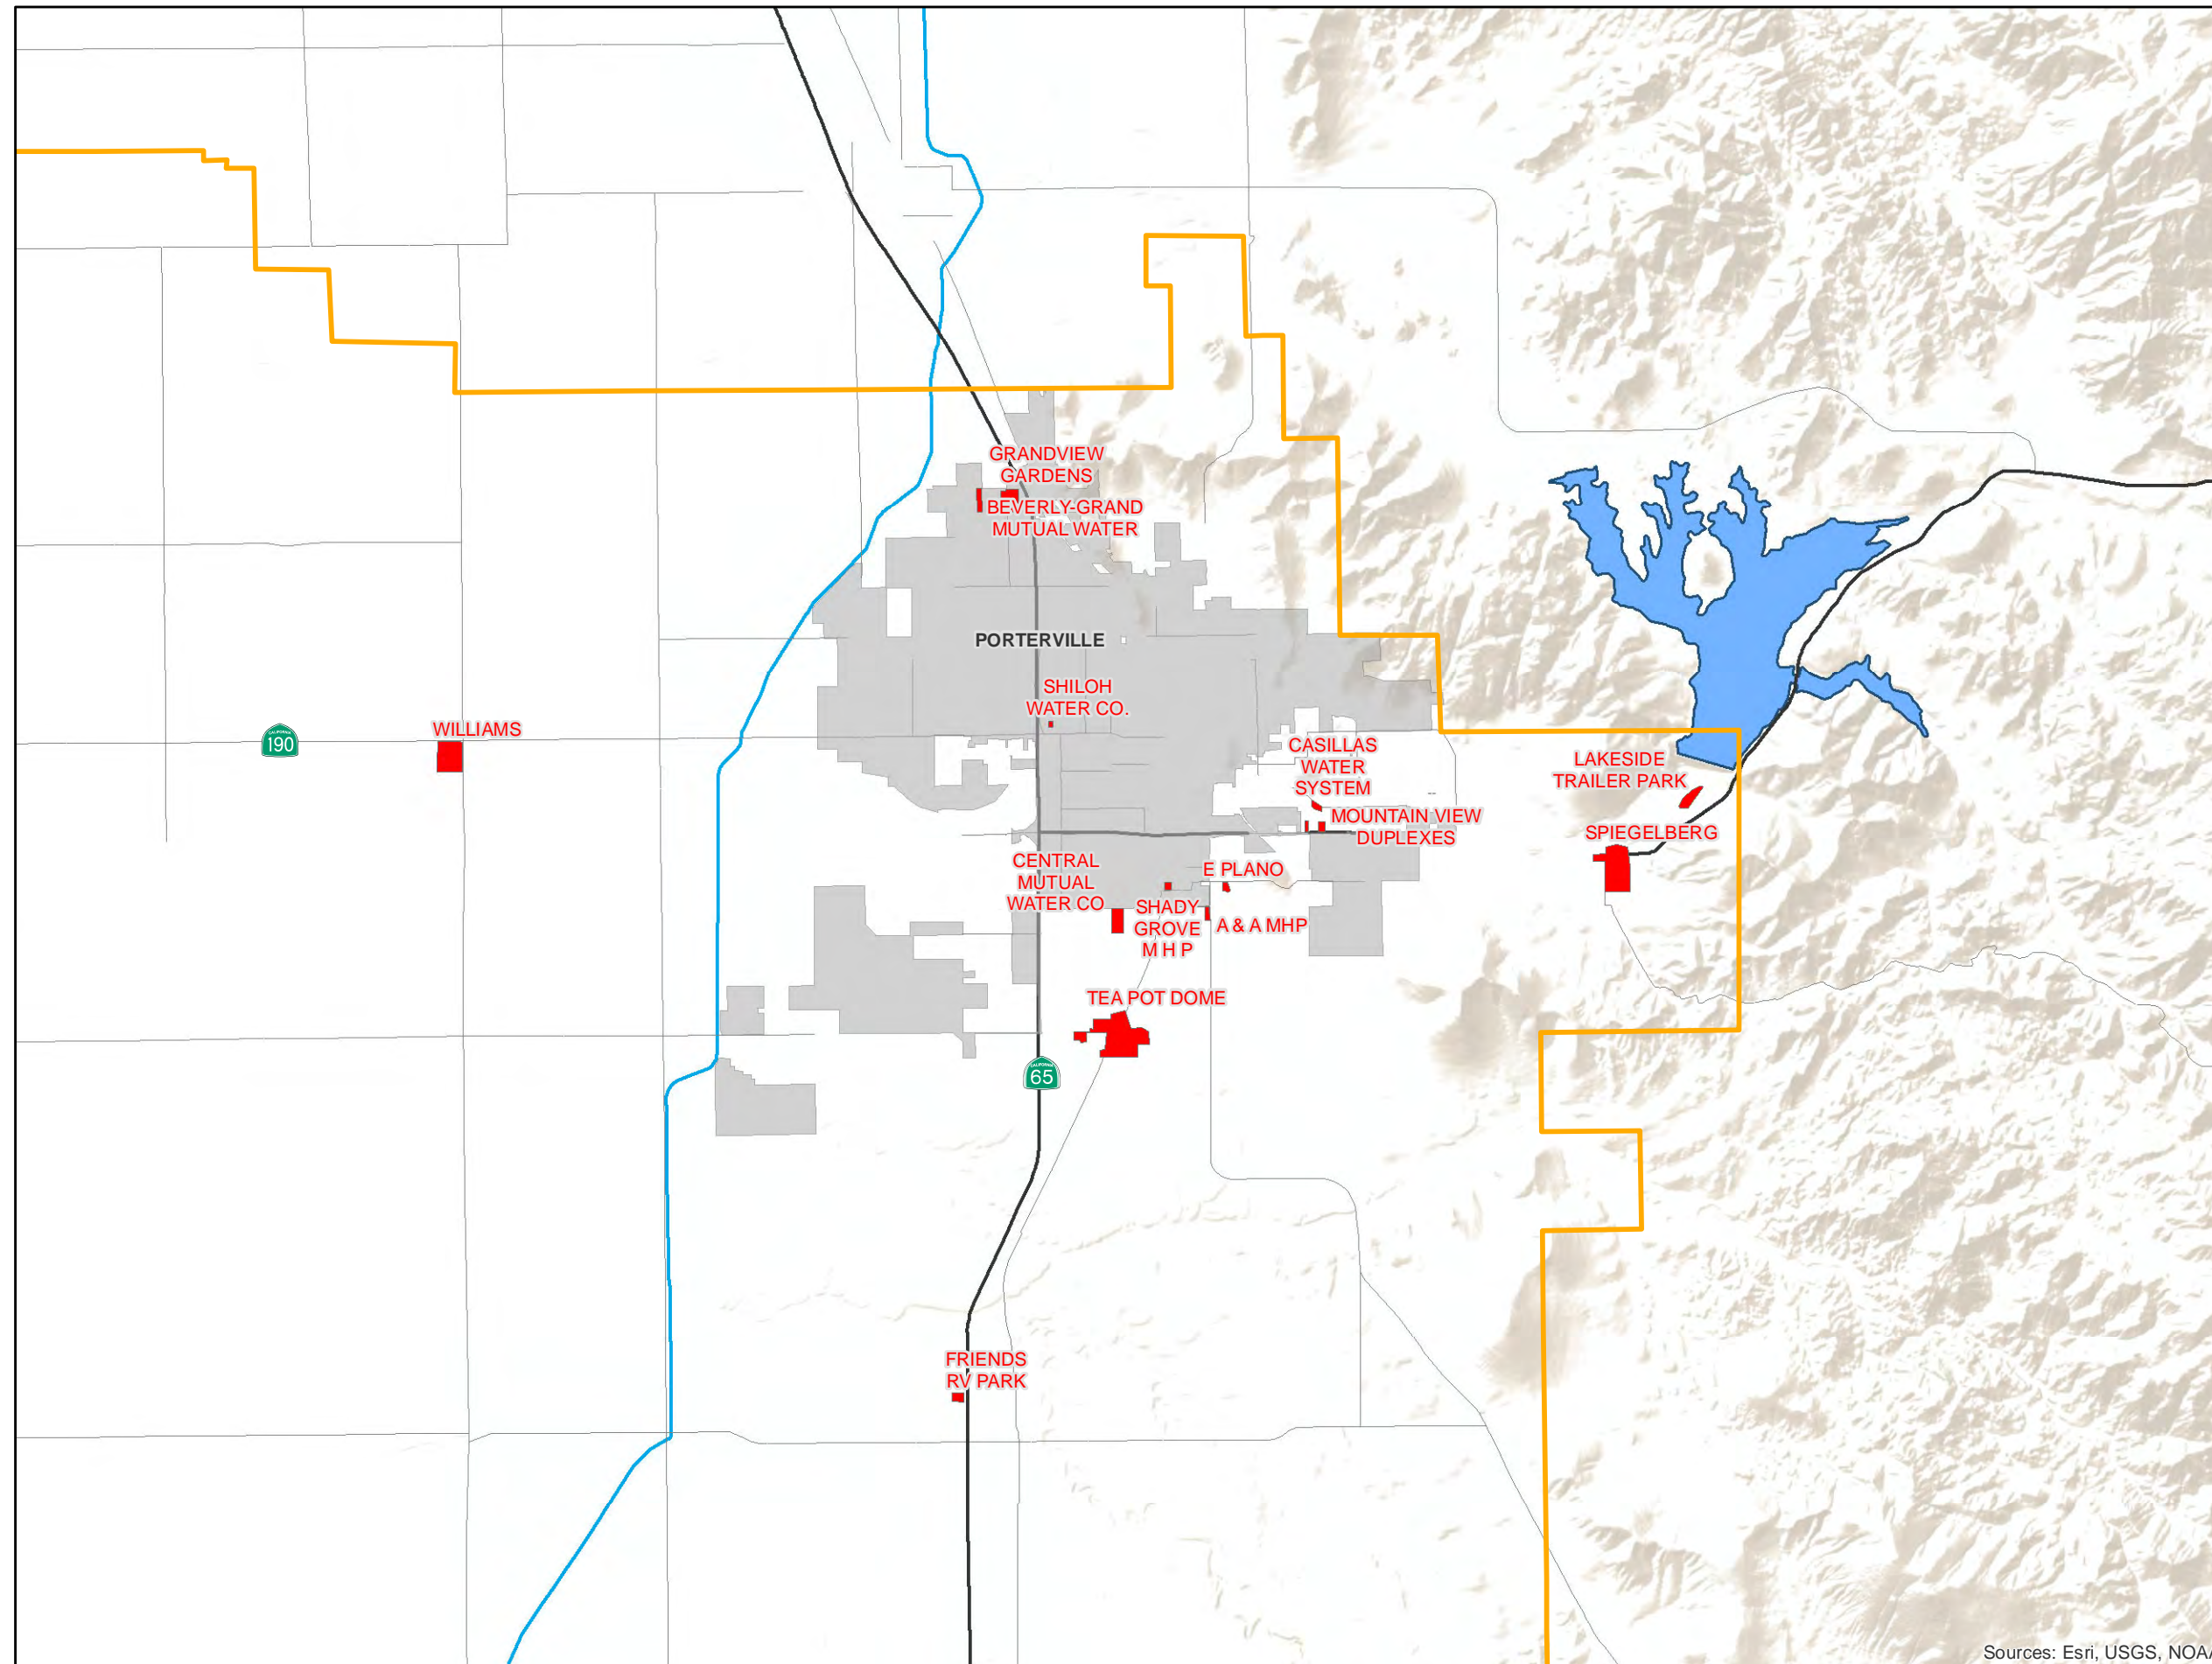 GRANDVIEW
GARDENS
BEVERLY-GRAND
MUTUAL WATER
PORTERVILLE
SHILOH
WATER CO.
WILLIAMS
CALIFORNIA
190
CASILLAS
WATER
SYSTEM
LAKESIDE
TRAILER PARK
MOUNTAIN VIEW
DUPLEXES
SPIEGELBERG
CENTRAL
MUTUAL
WATER CO
E PLANO
SHADY
GROVE
M H P
A & A MHP
TEA POT DOME
CALIFORNIA
65
FRIENDS
RV PARK
Sources: Esri, USGS, NOAA